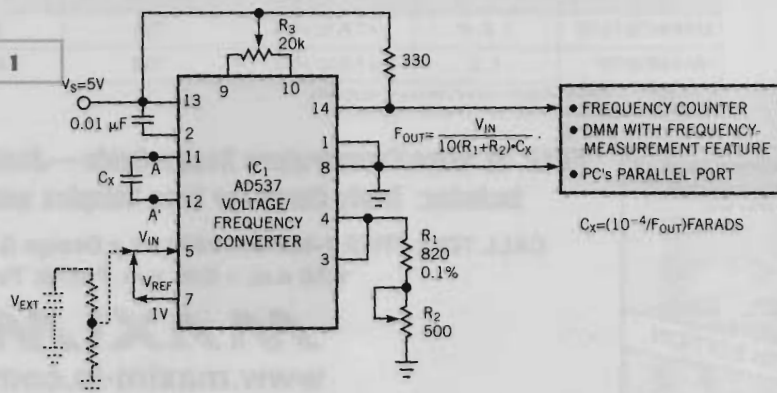 1
R3
20k
330
VS=5V
9
10
13
14
0.01 µF
2
11
A
CX
A'
12
1
8
IC1
AD537
VOLTAGE/
FREQUENCY
CONVERTER
4
3
VIN
5
VREF
7
1V
VEXT
FOUT= VIN
10(R1+R2)•CX
R1
820
0.1%
R2
500
• FREQUENCY COUNTER
• DMM WITH FREQUENCY-
MEASUREMENT FEATURE
• PC's PARALLEL PORT
CX=(10⁻⁴/FOUT)FARADS